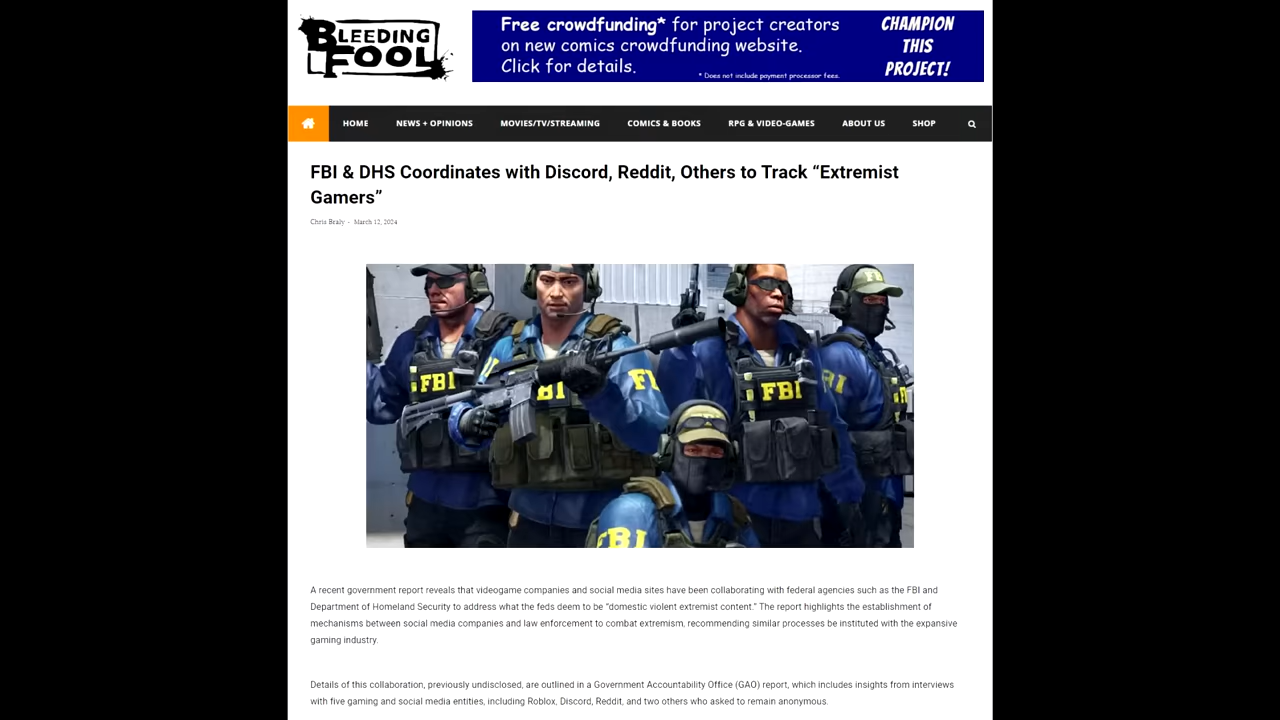 BLEEDING
FOOL
Free crowdfunding* for project creators
on new comics crowdfunding website.
Click for details.
* Does not include payment processor fees.
CHAMPION
THIS
PROJECT!
HOME NEWS + OPINIONS MOVIES/TV/STREAMING COMICS & BOOKS RPG & VIDEO-GAMES ABOUT US SHOP
FBI & DHS Coordinates with Discord, Reddit, Others to Track “Extremist
Gamers”
Chris Braly - March 12, 2024
FBI
FBI
BI
FBI
FBI
BI
FBI
A recent government report reveals that videogame companies and social media sites have been collaborating with federal agencies such as the FBI and
Department of Homeland Security to address what the feds deem to be “domestic violent extremist content.” The report highlights the establishment of
mechanisms between social media companies and law enforcement to combat extremism, recommending similar processes be instituted with the expansive
gaming industry.
Details of this collaboration, previously undisclosed, are outlined in a Government Accountability Office (GAO) report, which includes insights from interviews
with five gaming and social media entities, including Roblox, Discord, Reddit, and two others who asked to remain anonymous.